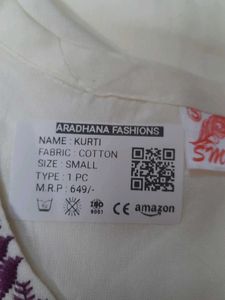 ARADHANA FASHIONS
NAME : KURTI
FABRIC : COTTON
SIZE : SMALL
TYPE : 1 PC
M.R.P : 649/-
ISO
9001
CE amazon